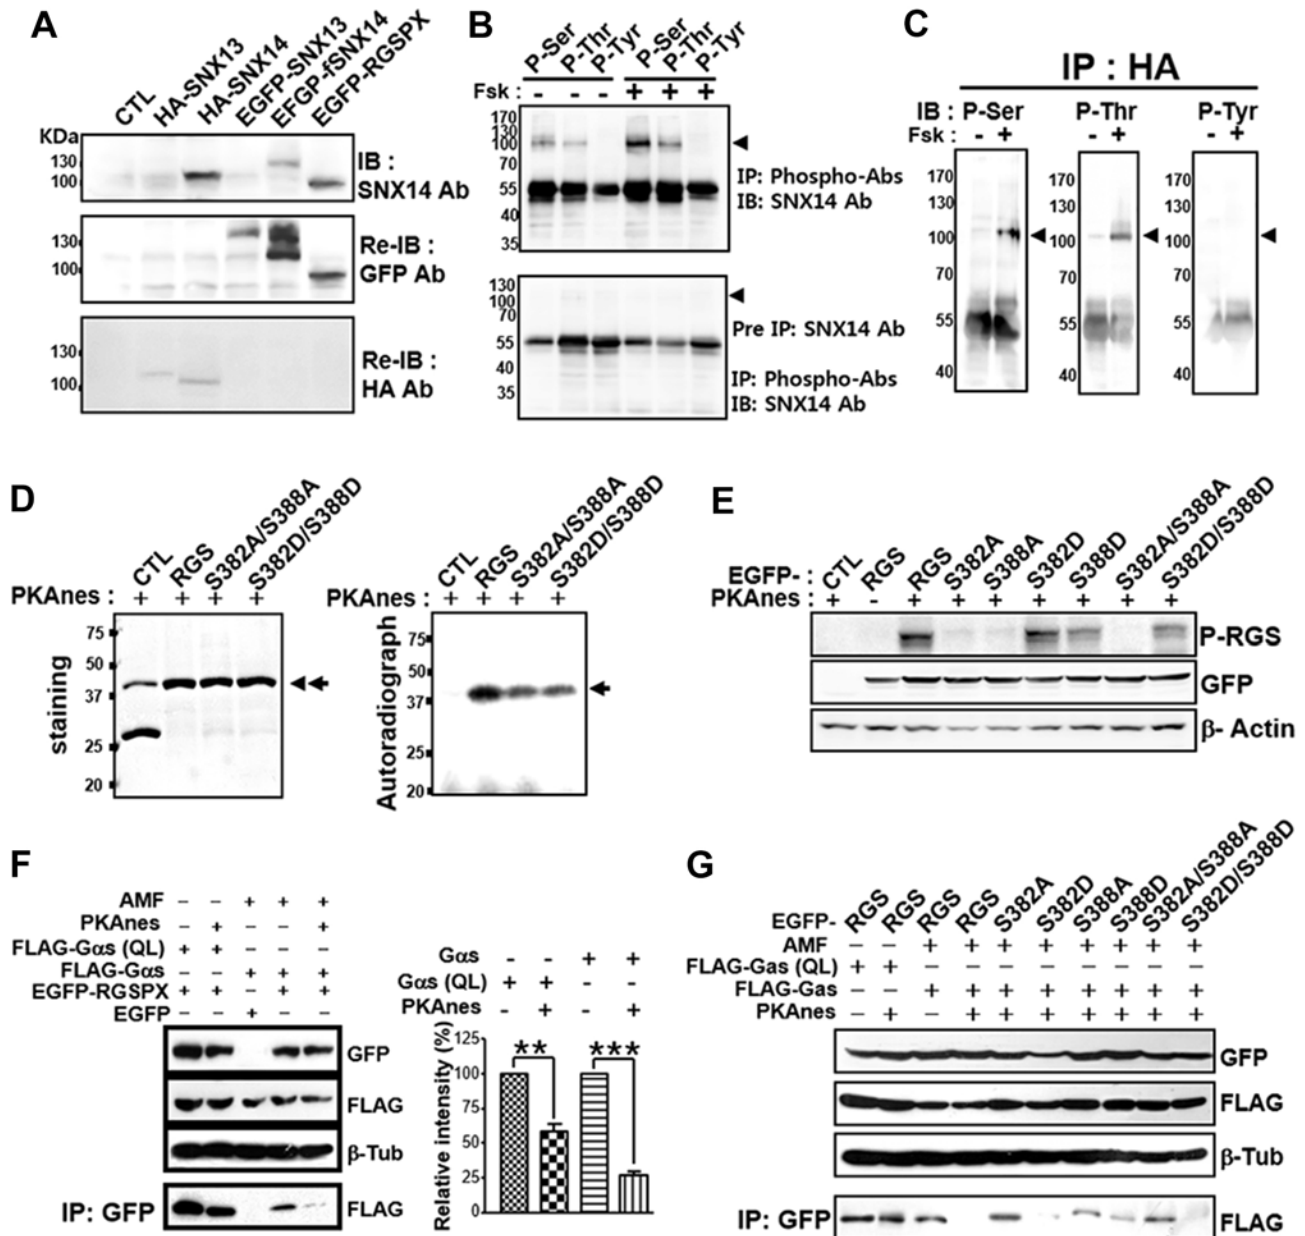 A
CTL
HA-SNX13
HA-SNX14
EGFP-SNX13
EFGP-fSNX14
EGFP-RGSPX
KDa
130
100
IB :
SNX14 Ab
130
100
Re-IB :
GFP Ab
130
100
Re-IB :
HA Ab
B
P-Ser
P-Thr
P-Tyr
P-Ser
P-Thr
P-Tyr
Fsk : - - - + + +
170
130
100
70
55
40
35
IP: Phospho-Abs
IB: SNX14 Ab
130
100
70
55
40
35
Pre IP: SNX14 Ab
IP: Phospho-Abs
IB: SNX14 Ab
C
IP : HA
IB : P-Ser P-Thr P-Tyr
Fsk : - + - + - +
170
130
100
70
55
40
170
130
100
70
55
40
170
130
100
70
55
40
D
CTL
RGS
S382A/S388A
S382D/S388D
PKAnes : + + + +
staining
75
50
37
25
20
CTL
RGS
S382A/S388A
S382D/S388D
PKAnes : + + + +
Autoradiograph
75
50
37
25
20
E
EGFP- :
CTL
RGS
RGS
S382A
S388A
S382D
S388D
S382A/S388A
S382D/S388D
PKAnes : + - + + + + + + +
P-RGS
GFP
β- Actin
F
AMF - - + + +
PKAnes - + - - +
FLAG-Gαs (QL) + + - - -
FLAG-Gαs - - + + +
EGFP-RGSPX + + - + +
EGFP - - + - -
GFP
FLAG
β-Tub
IP: GFP FLAG
Gαs - - + +
Gαs (QL) + + - -
PKAnes - + - +
Relative intensity (%)
125
100
75
50
25
0
**
***
G
EGFP-
RGS
RGS
RGS
RGS
S382A
S382D
S388A
S388D
S382A/S388A
S382D/S388D
AMF - - + + + + + + + +
FLAG-Gas (QL) + + - - - - - - - -
FLAG-Gas - - + + + + + + + +
PKAnes - + - + + + + + + +
GFP
FLAG
β-Tub
IP: GFP FLAG